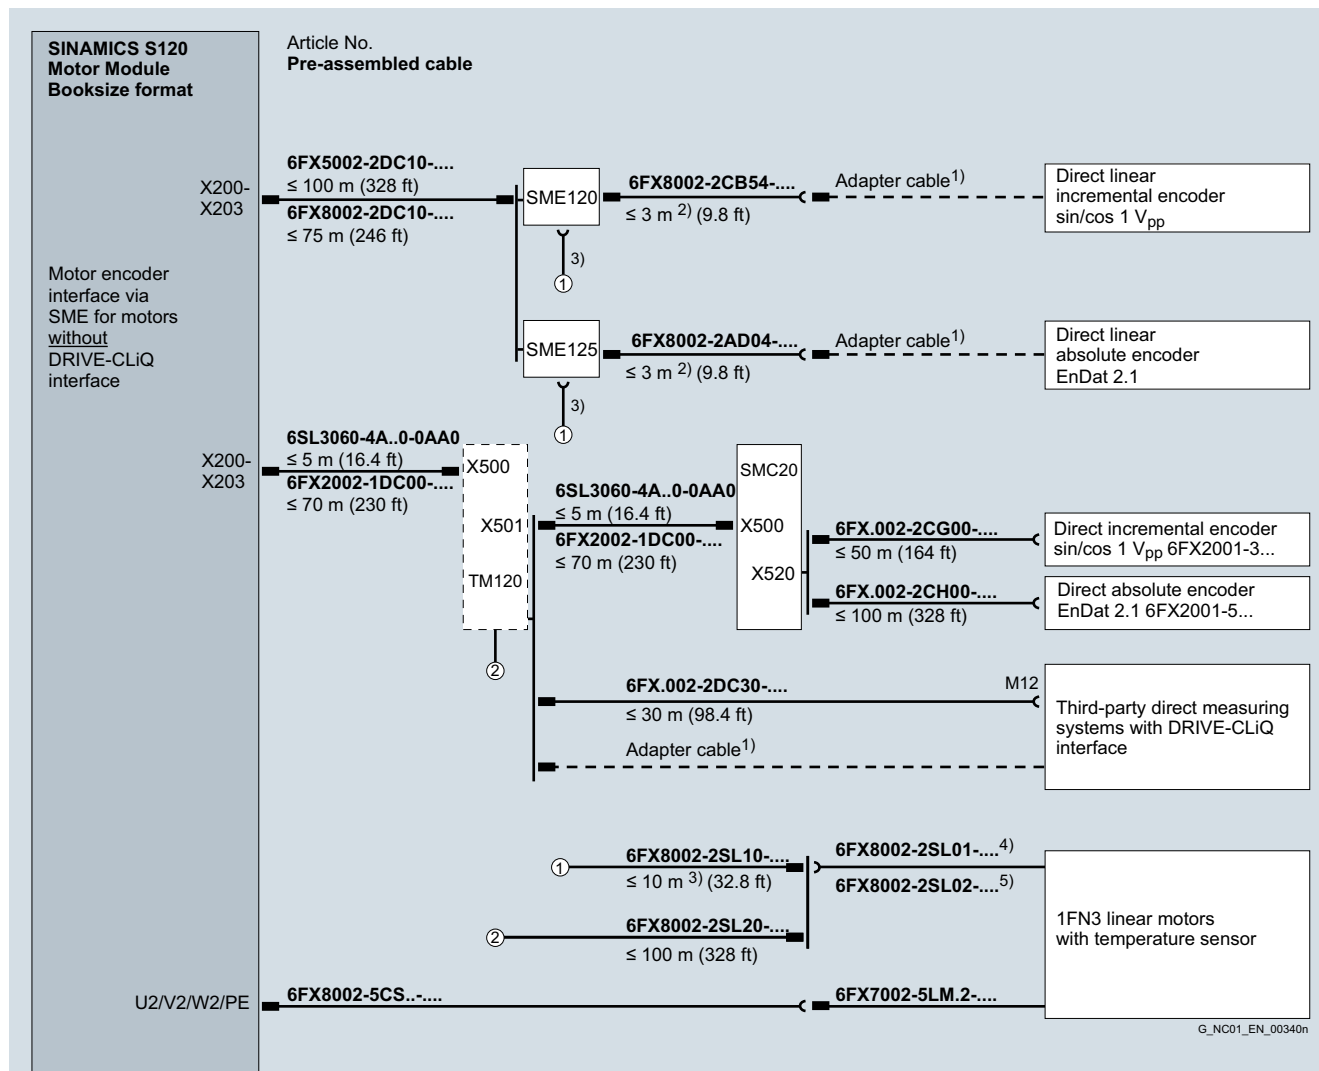 SINAMICS S120
Motor Module
Booksize format
Article No.
Pre-assembled cable
X200-
X203
6FX5002-2DC10-....
≤ 100 m (328 ft)
6FX8002-2DC10-....
≤ 75 m (246 ft)
SME120
6FX8002-2CB54-....
≤ 3 m 2) (9.8 ft)
Adapter cable1)
Direct linear
incremental encoder
sin/cos 1 Vpp
3)
1
Motor encoder
interface via
SME for motors
without
DRIVE-CLiQ
interface
SME125
6FX8002-2AD04-....
≤ 3 m 2) (9.8 ft)
Adapter cable1)
Direct linear
absolute encoder
EnDat 2.1
3)
1
X200-
X203
6SL3060-4A..0-0AA0
≤ 5 m (16.4 ft)
6FX2002-1DC00-....
≤ 70 m (230 ft)
X500
X501
TM120
2
6SL3060-4A..0-0AA0
≤ 5 m (16.4 ft)
6FX2002-1DC00-....
≤ 70 m (230 ft)
SMC20
X500
X520
6FX.002-2CG00-....
≤ 50 m (164 ft)
Direct incremental encoder
sin/cos 1 Vpp 6FX2001-3...
6FX.002-2CH00-....
≤ 100 m (328 ft)
Direct absolute encoder
EnDat 2.1 6FX2001-5...
6FX.002-2DC30-....
≤ 30 m (98.4 ft)
M12
Adapter cable1)
Third-party direct measuring
systems with DRIVE-CLiQ
interface
1
6FX8002-2SL10-....
≤ 10 m 3) (32.8 ft)
6FX8002-2SL01-....4)
6FX8002-2SL02-....5)
2
6FX8002-2SL20-....
≤ 100 m (328 ft)
1FN3 linear motors
with temperature sensor
U2/V2/W2/PE
6FX8002-5CS..-....
6FX7002-5LM.2-....
G_NC01_EN_00340n